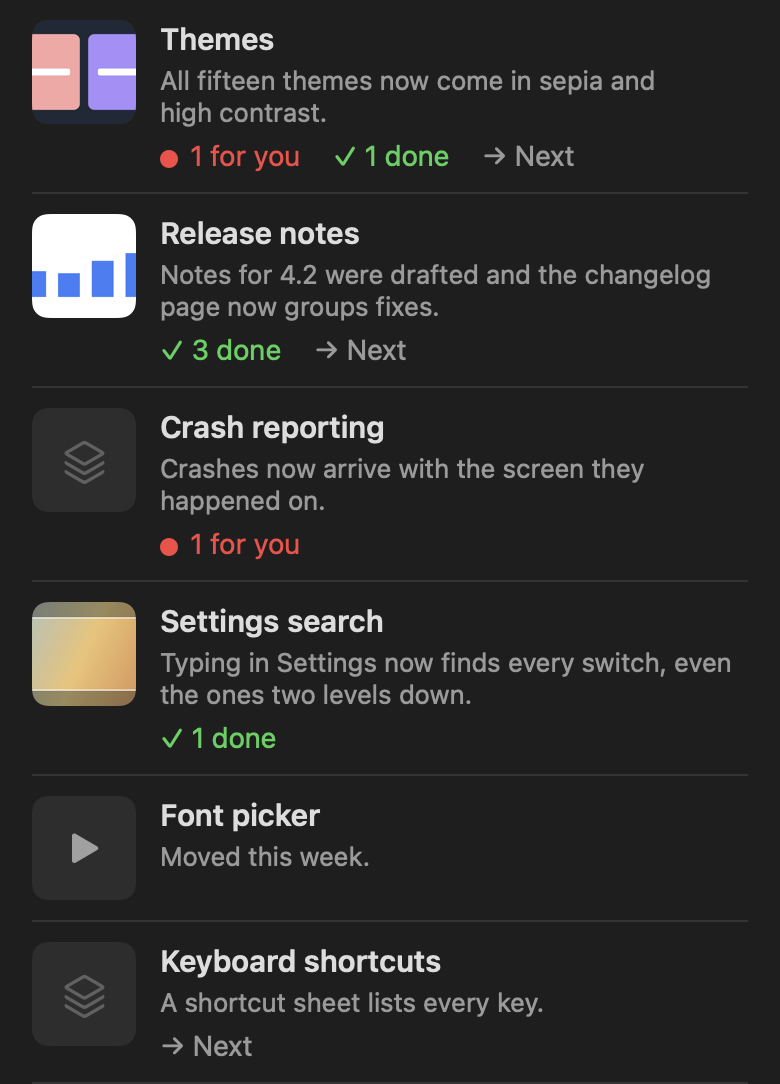 Themes
All fifteen themes now come in sepia and
high contrast.
1 for you ✓ 1 done → Next
Release notes
Notes for 4.2 were drafted and the changelog
page now groups fixes.
✓ 3 done → Next
Crash reporting
Crashes now arrive with the screen they
happened on.
1 for you
Settings search
Typing in Settings now finds every switch, even
the ones two levels down.
✓ 1 done
Font picker
Moved this week.
Keyboard shortcuts
A shortcut sheet lists every key.
→ Next